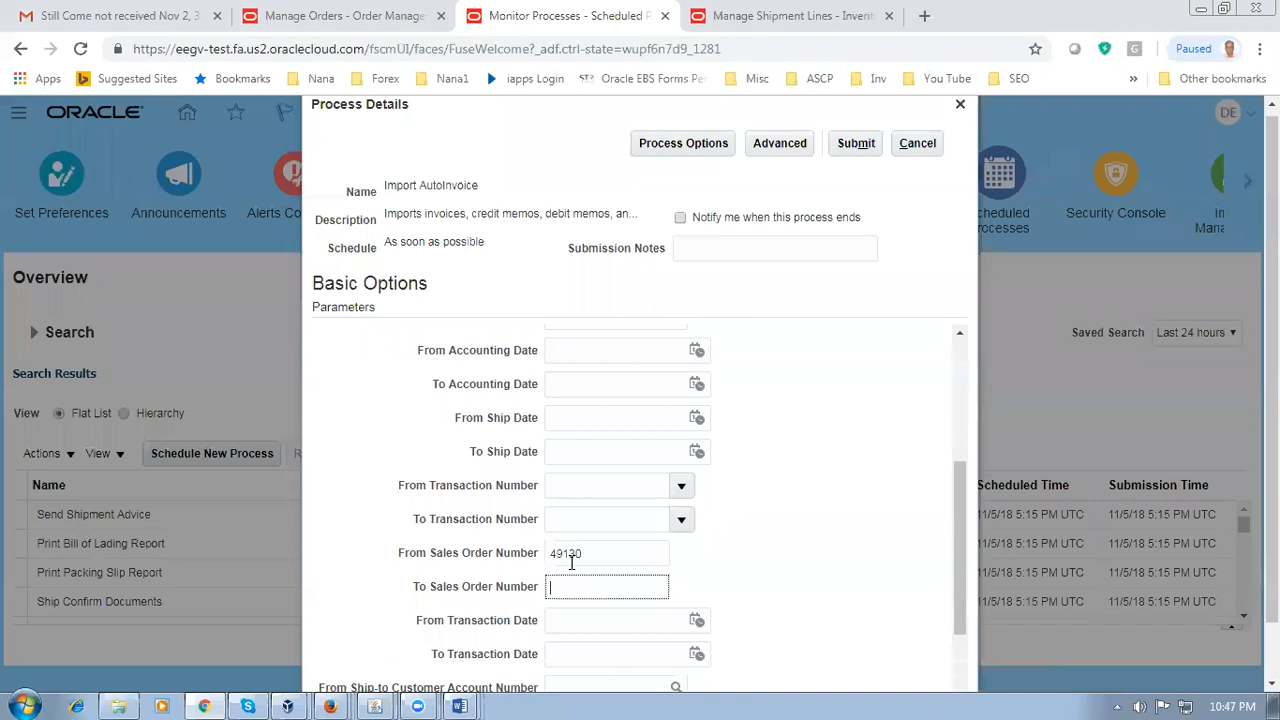 Still Come not received Nov 2, 3
Manage Orders - Order Manage
Monitor Processes - Scheduled P
Manage Shipment Lines - Invent
https://eegv-test.fa.us2.oraclecloud.com/fscmUI/faces/FuseWelcome?_adf.ctrl-state=wupf6n7d9_1281
Paused
Apps
Suggested Sites
Bookmarks
Nana
Forex
Nana1
iapps Login
Oracle EBS Forms Pe
Misc
ASCP
Inv
You Tube
SEO
»
Other bookmarks
ORACLE
DE
Process Details
Process Options
Advanced
Submit
Cancel
Set Preferences
Announcements
Alerts Co
Scheduled
Processes
Security Console
In
Mana
Name
Import AutoInvoice
Description
Imports invoices, credit memos, debit memos, an...
Notify me when this process ends
Schedule
As soon as possible
Submission Notes
Basic Options
Parameters
Overview
Search
Saved Search
Last 24 hours
Search Results
View
Flat List
Hierarchy
Actions
View
Schedule New Process
R
Name
Scheduled Time
Submission Time
Send Shipment Advice
11/5/18 5:15 PM UTC
11/5/18 5:15 PM UTC
Print Bill of Lading Report
11/5/18 5:15 PM UTC
11/5/18 5:15 PM UTC
Print Packing Slip Report
11/5/18 5:15 PM UTC
11/5/18 5:15 PM UTC
Ship Confirm Documents
11/5/18 5:15 PM UTC
11/5/18 5:15 PM UTC
From Accounting Date
To Accounting Date
From Ship Date
To Ship Date
From Transaction Number
To Transaction Number
From Sales Order Number
To Sales Order Number
From Transaction Date
To Transaction Date
From Ship-to Customer Account Number
10:47 PM